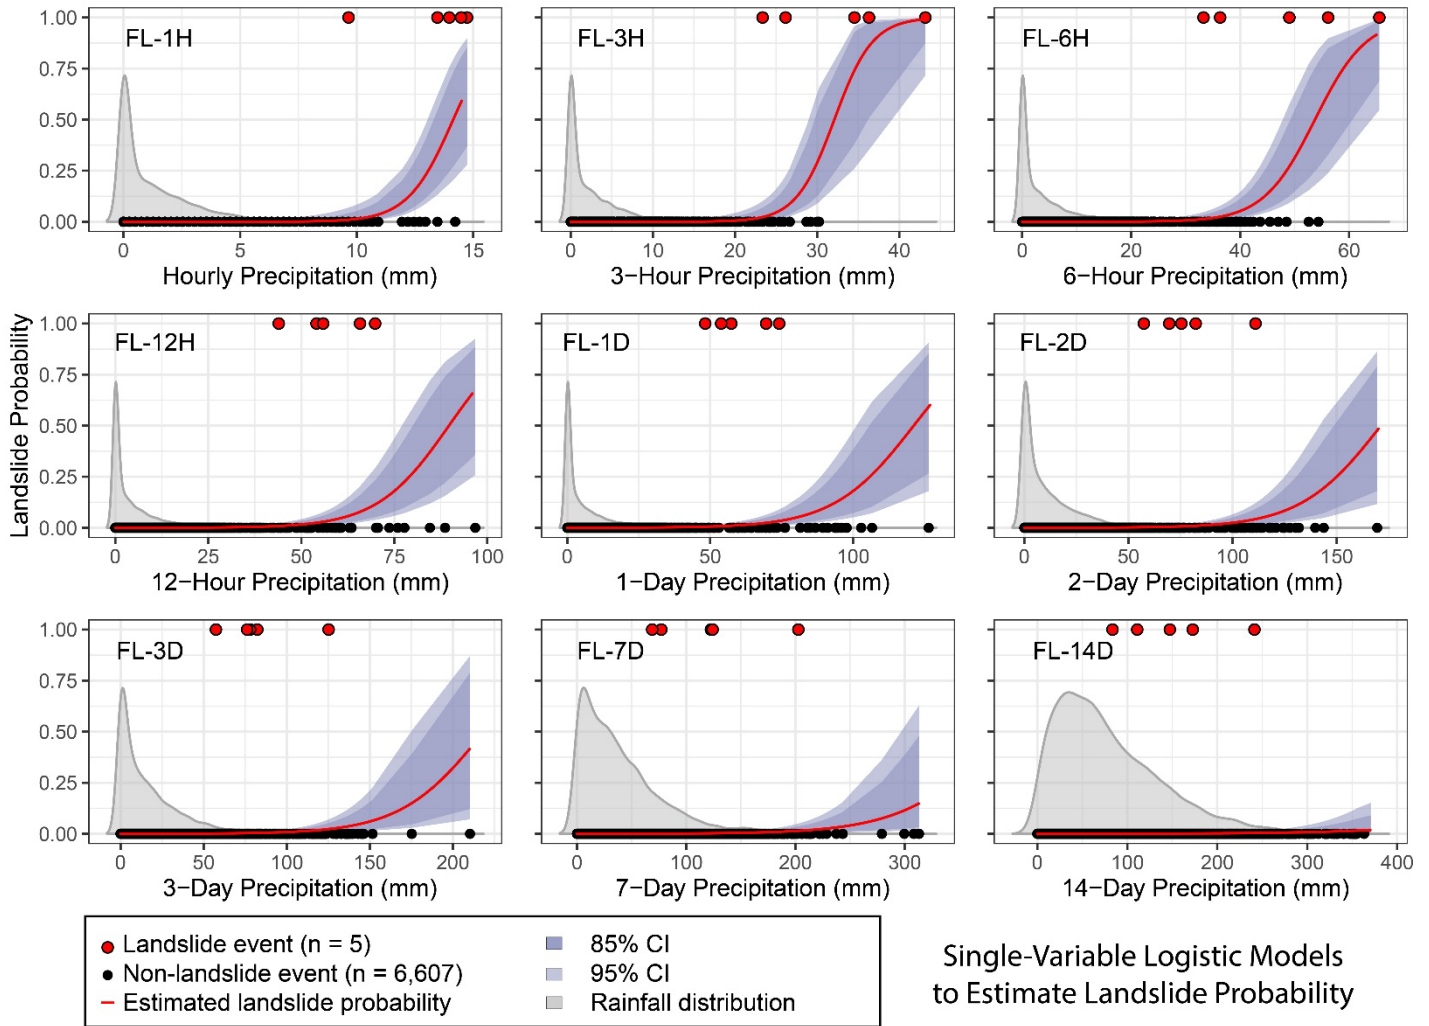 1.00
0.75
0.50
0.25
0.00
FL-1H
0
5
10
15
Hourly Precipitation (mm)
FL-3H
0
10
20
30
40
3−Hour Precipitation (mm)
FL-6H
0
20
40
60
6−Hour Precipitation (mm)
Landslide Probability
1.00
0.75
0.50
0.25
0.00
FL-12H
0
25
50
75
100
12−Hour Precipitation (mm)
FL-1D
0
50
100
1−Day Precipitation (mm)
FL-2D
0
50
100
150
2−Day Precipitation (mm)
1.00
0.75
0.50
0.25
0.00
FL-3D
0
50
100
150
200
3−Day Precipitation (mm)
FL-7D
0
100
200
300
7−Day Precipitation (mm)
FL-14D
0
100
200
300
400
14−Day Precipitation (mm)
Landslide event (n = 5)
Non-landslide event (n = 6,607)
Estimated landslide probability
85% CI
95% CI
Rainfall distribution
Single-Variable Logistic Models
to Estimate Landslide Probability